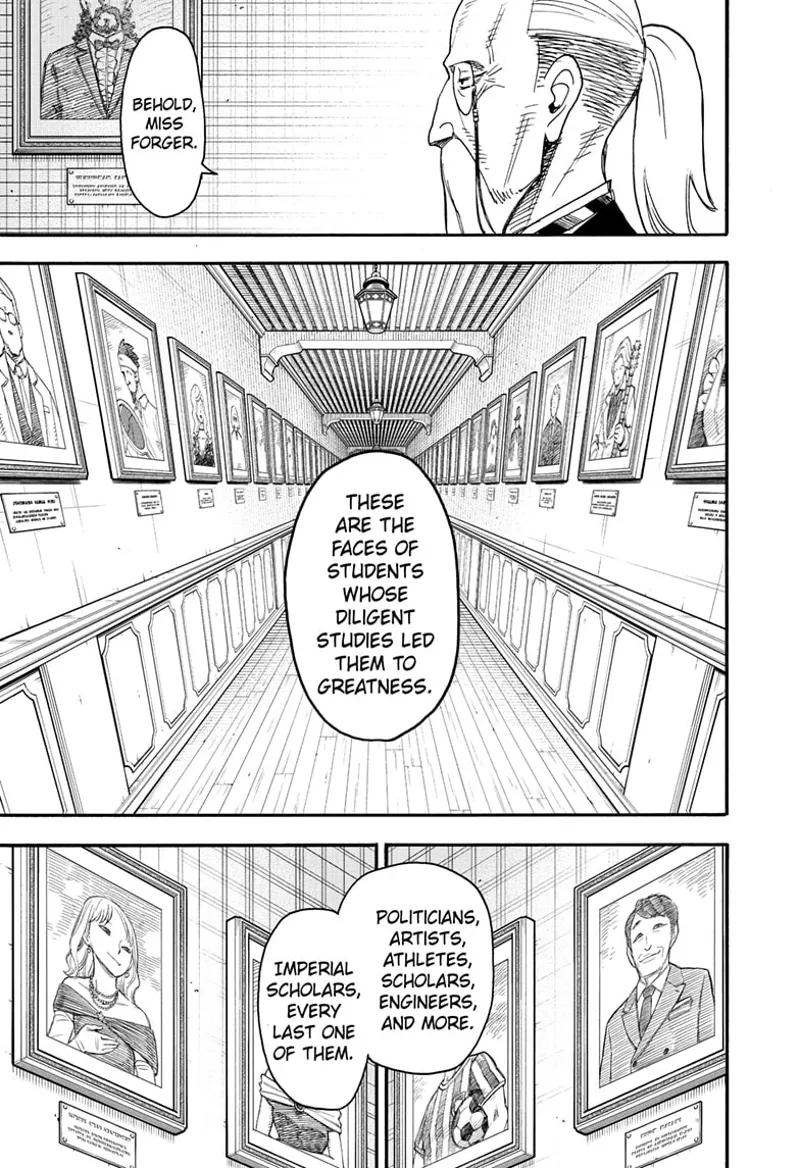 BEHOLD,
MISS
FORGER.
THESE
ARE THE
FACES OF
STUDENTS
WHOSE
DILIGENT
STUDIES LED
THEM TO
GREATNESS.
POLITICIANS,
ARTISTS,
ATHLETES,
SCHOLARS,
ENGINEERS,
AND MORE.
IMPERIAL
SCHOLARS,
EVERY
LAST ONE
OF THEM.